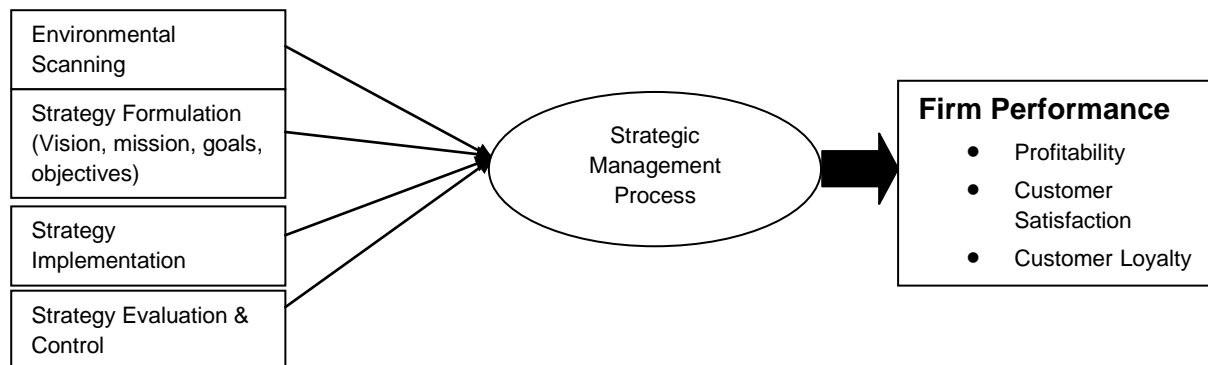 Environmental
Scanning
Strategy Formulation
(Vision, mission, goals,
objectives)
Strategy
Implementation
Strategy Evaluation &
Control
Strategic
Management
Process
Firm Performance
● Profitability
● Customer
Satisfaction
● Customer Loyalty